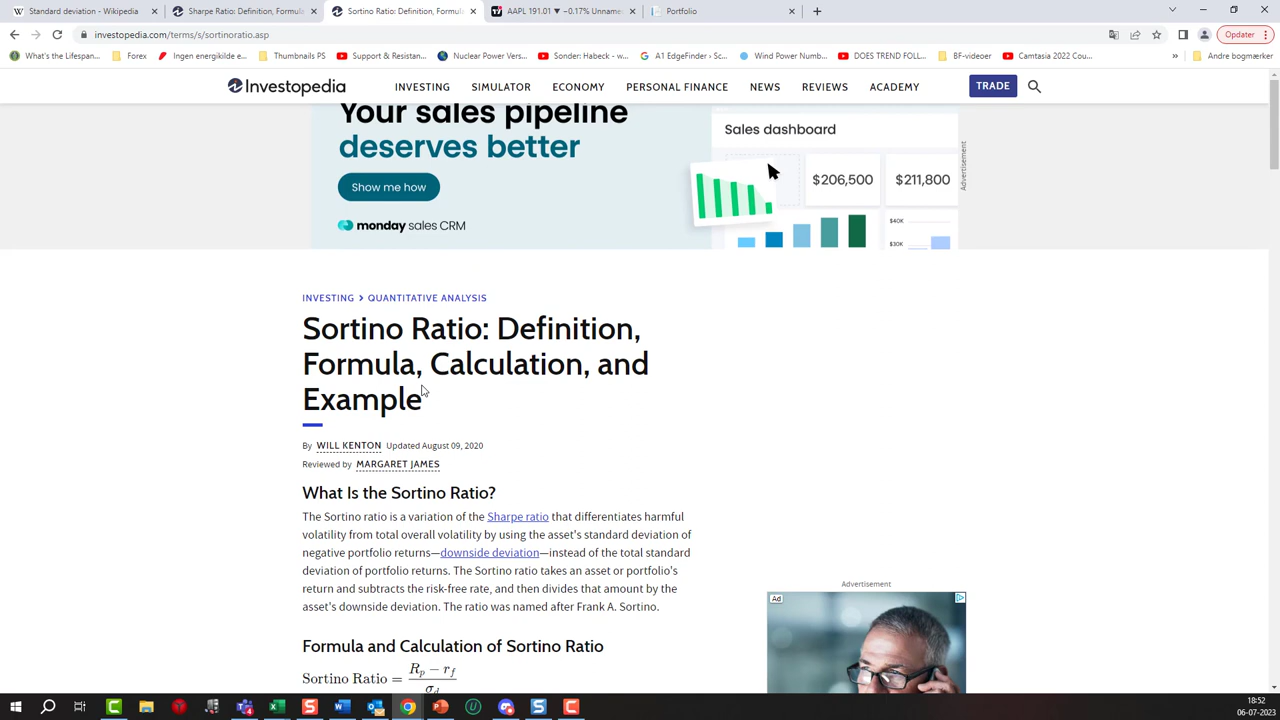 Standard deviation - Wikipedia
Sharpe Ratio: Definition, Formul
Sortino Ratio: Definition, Formula
AAPL 191.01 ▼ −0.17% Unname
Portfolio
investopedia.com/terms/s/sortinoratio.asp
Opdater
What's the Lifespan...
Forex
Ingen energikilde e...
Thumbnails PS
Support & Resistan...
Nuclear Power Vers...
Sonder: Habeck - w...
A1 EdgeFinder › Sc...
Wind Power Numb...
DOES TREND FOLL...
BF-videoer
Camtasia 2022 Cou...
»
Andre bogmærker
Investopedia
INVESTING
SIMULATOR
ECONOMY
PERSONAL FINANCE
NEWS
REVIEWS
ACADEMY
TRADE
Your sales pipeline
deserves better
Show me how
monday sales CRM
Sales dashboard
$206,500
$211,800
$40K
$30K
Advertisement
INVESTING > QUANTITATIVE ANALYSIS
Sortino Ratio: Definition,
Formula, Calculation, and
Example
By WILL KENTON Updated August 09, 2020
Reviewed by MARGARET JAMES
What Is the Sortino Ratio?
The Sortino ratio is a variation of the Sharpe ratio that differentiates harmful
volatility from total overall volatility by using the asset's standard deviation of
negative portfolio returns—downside deviation—instead of the total standard
deviation of portfolio returns. The Sortino ratio takes an asset or portfolio's
return and subtracts the risk-free rate, and then divides that amount by the
asset's downside deviation. The ratio was named after Frank A. Sortino.
Advertisement
Ad
Formula and Calculation of Sortino Ratio
Sortino Ratio = (Rp − rf) / σd
18:52
06-07-2023